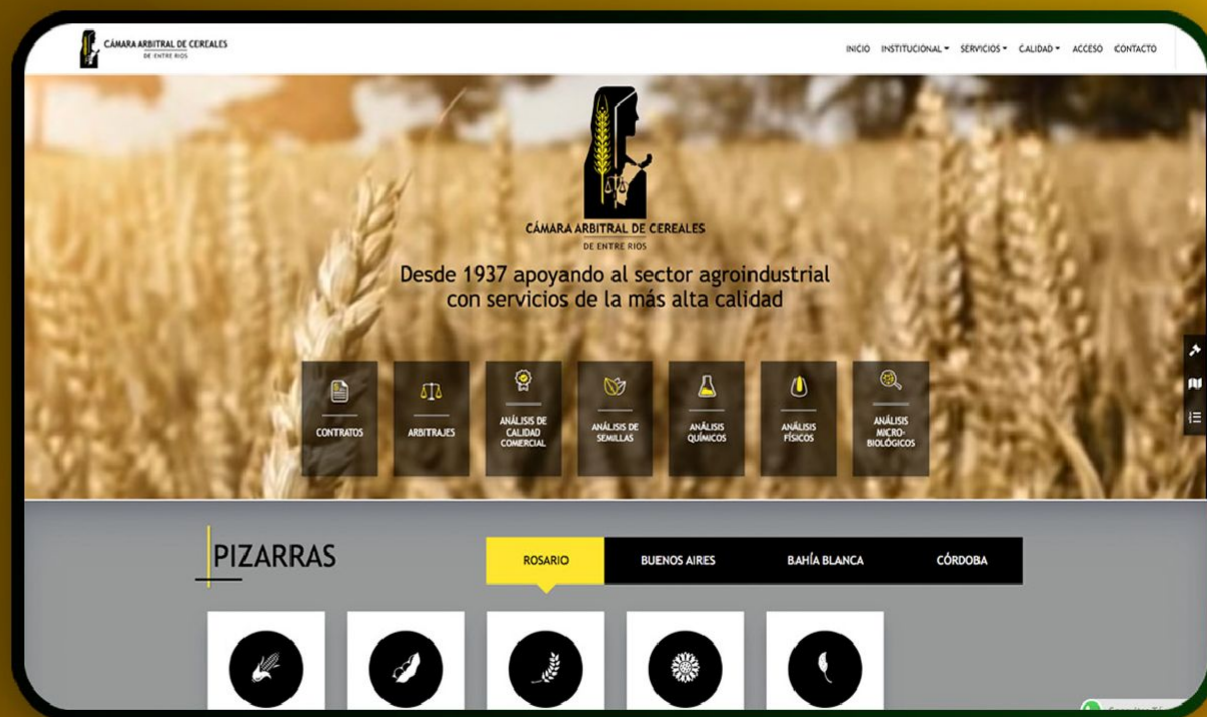 CÁMARA ARBITRAL DE CEREALES
DE ENTRE RIOS
INICIO INSTITUCIONAL SERVICIOS CALIDAD ACCESO CONTACTO
CÁMARA ARBITRAL DE CEREALES
DE ENTRE RIOS
Desde 1937 apoyando al sector agroindustrial
con servicios de la más alta calidad
CONTRATOS
ARBITRAJES
ANÁLISIS DE
CALIDAD
COMERCIAL
ANÁLISIS DE
SEMILLAS
ANÁLISIS
QUÍMICOS
ANÁLISIS
FÍSICOS
ANÁLISIS
MICRO-
BIOLÓGICOS
PIZARRAS
ROSARIO BUENOS AIRES BAHÍA BLANCA CÓRDOBA